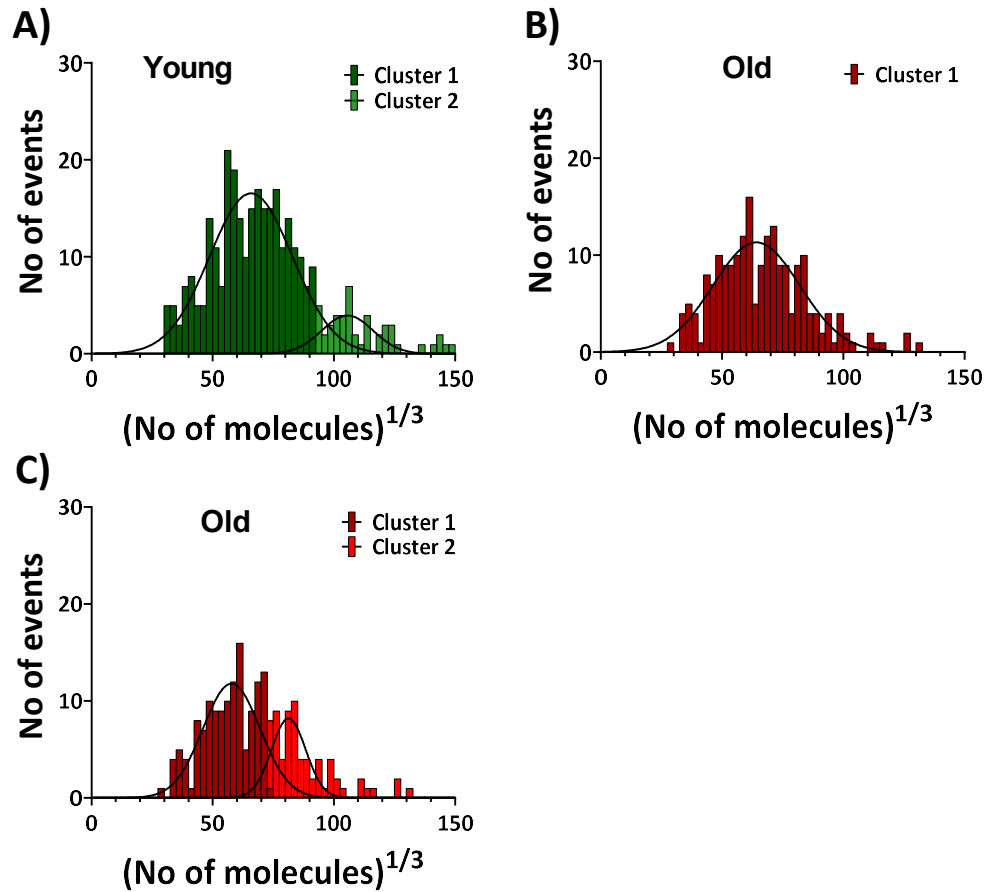 A)
Young
Cluster 1
Cluster 2
30
20
10
0
0 50 100 150
No of events
(No of molecules)^1/3
B)
Old
Cluster 1
30
20
10
0
0 50 100 150
No of events
(No of molecules)^1/3
C)
Old
Cluster 1
Cluster 2
30
20
10
0
0 50 100 150
No of events
(No of molecules)^1/3